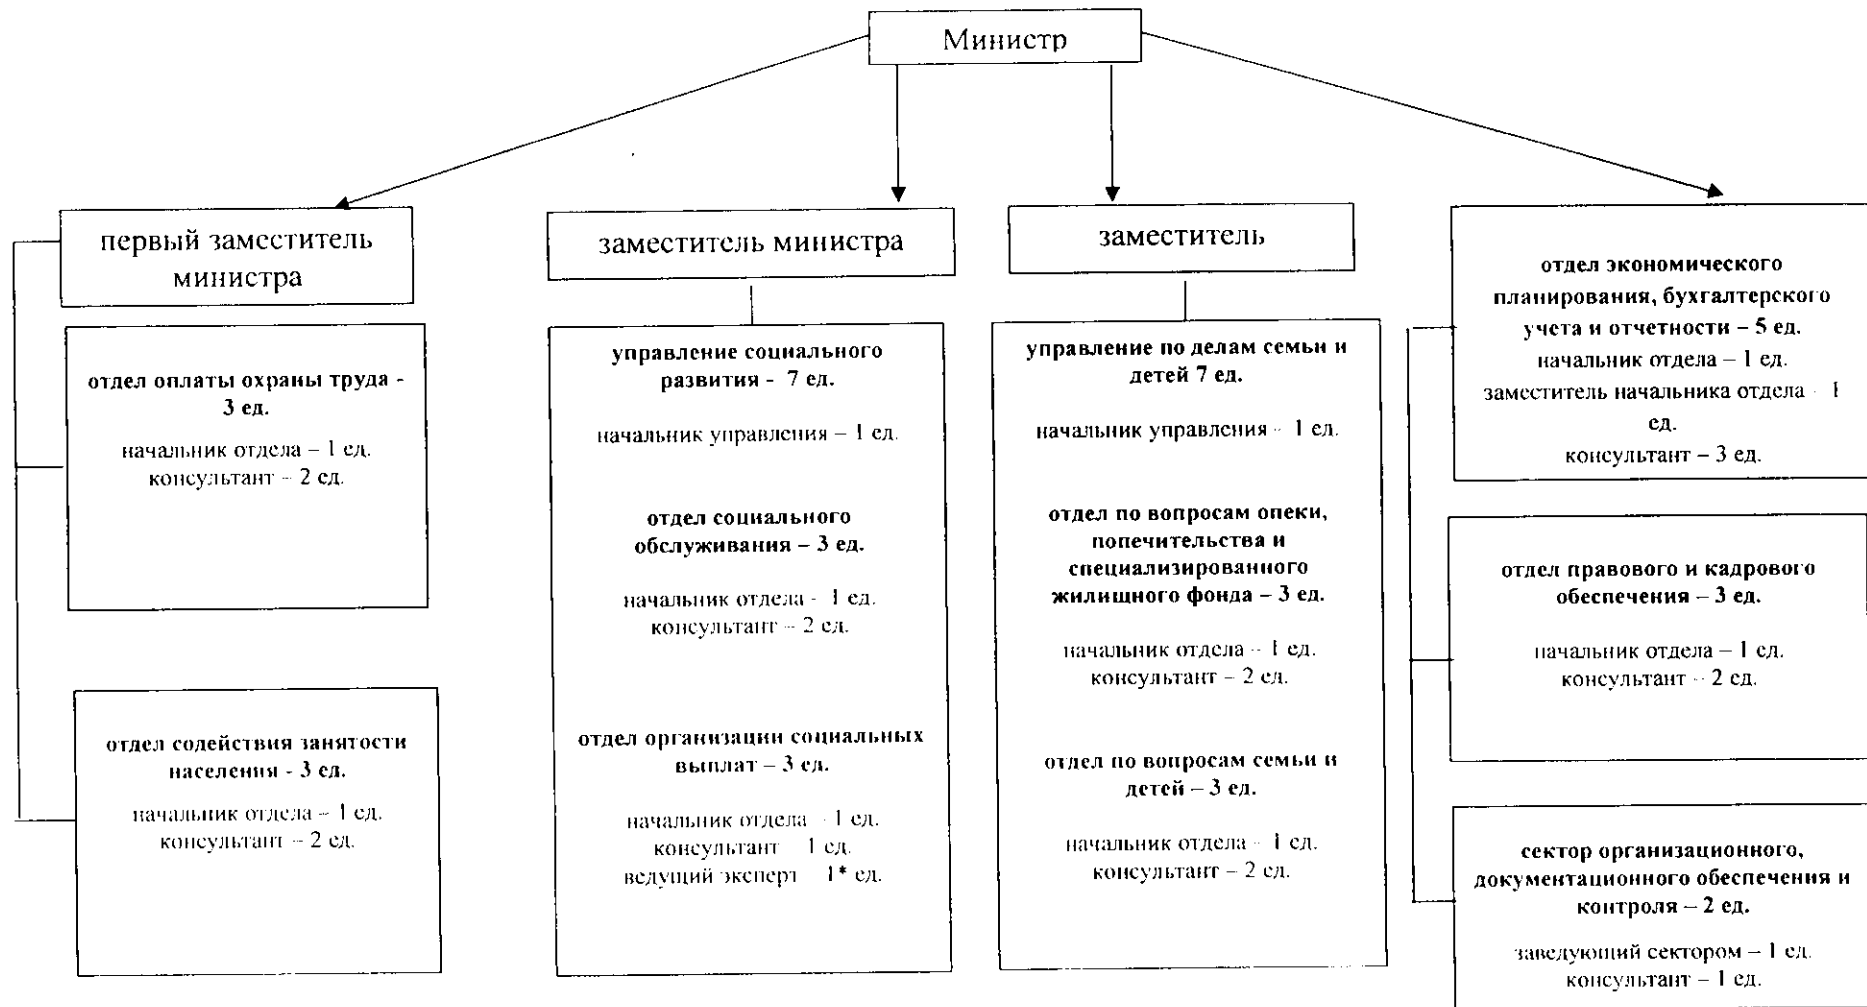 Министр
первый заместитель
министра
отдел оплаты охраны труда -
3 ед.
начальник отдела – 1 ед.
консультант – 2 ед.
отдел содействия занятости
населения - 3 ед.
начальник отдела – 1 ед.
консультант – 2 ед.
заместитель министра
управление социального
развития - 7 ед.
начальник управления – 1 ед.
отдел социального
обслуживания – 3 ед.
начальник отдела - 1 ед.
консультант – 2 ед.
отдел организации социальных
выплат – 3 ед.
начальник отдела – 1 ед.
консультант – 1 ед.
ведущий эксперт – 1* ед.
заместитель
управление по делам семьи и
детей 7 ед.
начальник управления – 1 ед.
отдел по вопросам опеки,
попечительства и
специализированного
жилищного фонда – 3 ед.
начальник отдела – 1 ед.
консультант – 2 ед.
отдел по вопросам семьи и
детей – 3 ед.
начальник отдела – 1 ед.
консультант – 2 ед.
отдел экономического
планирования, бухгалтерского
учета и отчетности – 5 ед.
начальник отдела – 1 ед.
заместитель начальника отдела – 1
ед.
консультант – 3 ед.
отдел правового и кадрового
обеспечения – 3 ед.
начальник отдела – 1 ед.
консультант – 2 ед.
сектор организационного,
документационного обеспечения и
контроля – 2 ед.
заведующий сектором – 1 ед.
консультант – 1 ед.